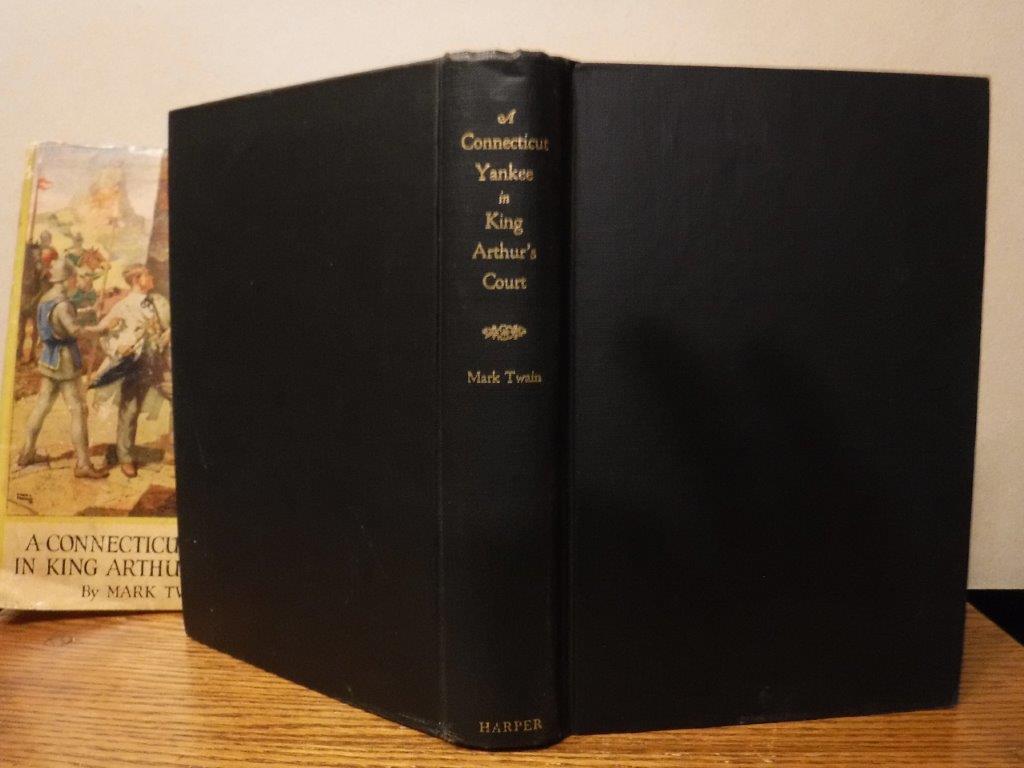 A
Connecticut
Yankee
in
King
Arthur's
Court
Mark Twain
HARPER
A CONNECTICU
IN KING ARTHU
By MARK TW